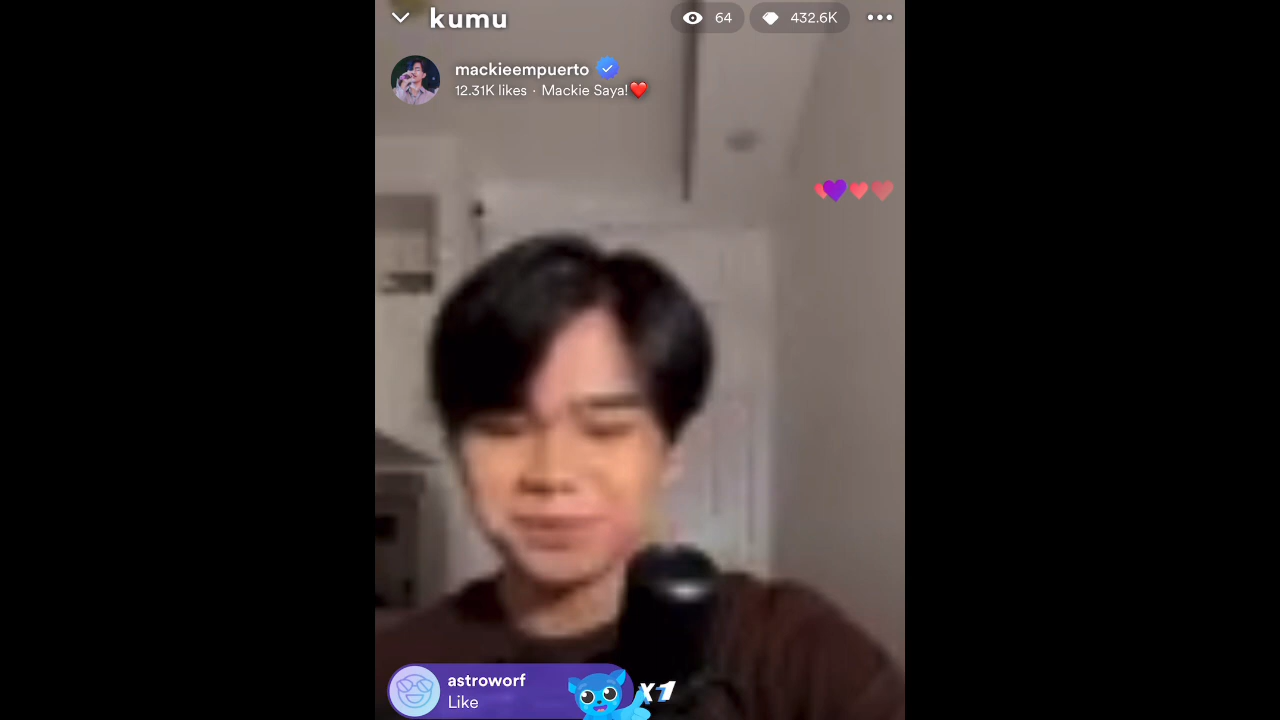 kumu
64
432.6K
mackieempuerto
12.31K likes · Mackie Saya!❤️
astroworf
Like
x1